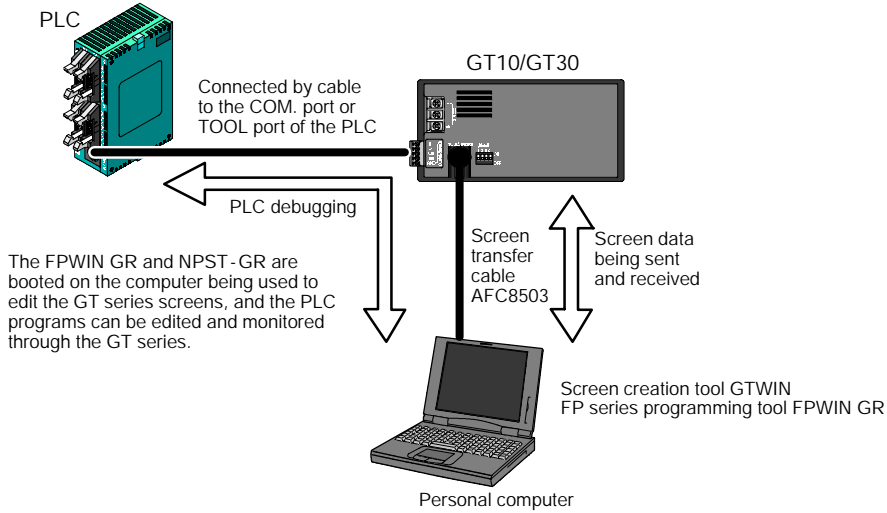 PLC
GT10/GT30
Connected by cable
to the COM. port or
TOOL port of the PLC
PLC debugging
The FPWIN GR and NPST-GR are
booted on the computer being used to
edit the GT series screens, and the PLC
programs can be edited and monitored
through the GT series.
Screen
transfer
cable
AFC8503
Screen data
being sent
and received
Screen creation tool GTWIN
FP series programming tool FPWIN GR
Personal computer